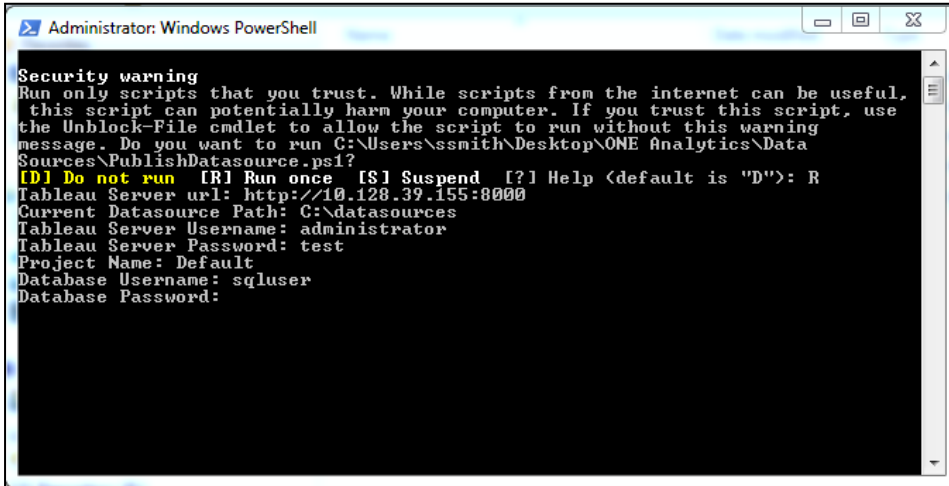 Administrator: Windows PowerShell
Security warning
Run only scripts that you trust. While scripts from the internet can be useful,
this script can potentially harm your computer. If you trust this script, use
the Unblock-File cmdlet to allow the script to run without this warning
message. Do you want to run C:\Users\ssmith\Desktop\ONE Analytics\Data
Sources\PublishDatasource.ps1?
[D] Do not run  [R] Run once  [S] Suspend  [?] Help (default is "D"): R
Tableau Server url: http://10.128.39.155:8000
Current Datasource Path: C:\datasources
Tableau Server Username: administrator
Tableau Server Password: test
Project Name: Default
Database Username: sqluser
Database Password: